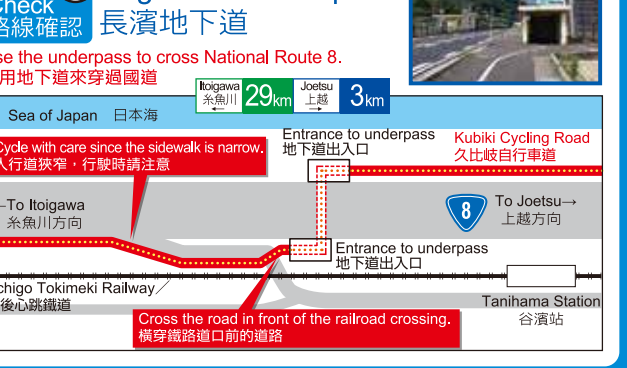 Check
路線確認
長濱地下道
the underpass to cross National Route 8.
用地下道來穿過國道
Itoigawa
糸魚川
←
29km
Joetsu
上越
→
3km
Sea of Japan 日本海
Cycle with care since the sidewalk is narrow.
人行道狹窄，行駛時請注意
Entrance to underpass
地下道出入口
Kubiki Cycling Road
久比岐自行車道
To Itoigawa
糸魚川方向
8
To Joetsu→
上越方向
Entrance to underpass
地下道出入口
Tokimeki Railway
後心跳鐵道
Cross the road in front of the railroad crossing.
橫穿鐵路道口前的道路
Tanihama Station
谷濱站